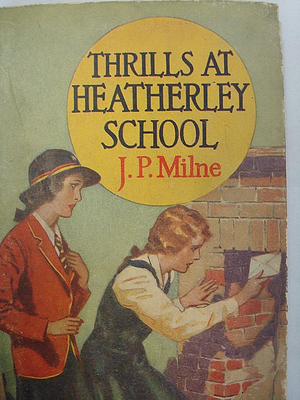 THRILLS AT
HEATHERLEY
SCHOOL
J.P. Milne